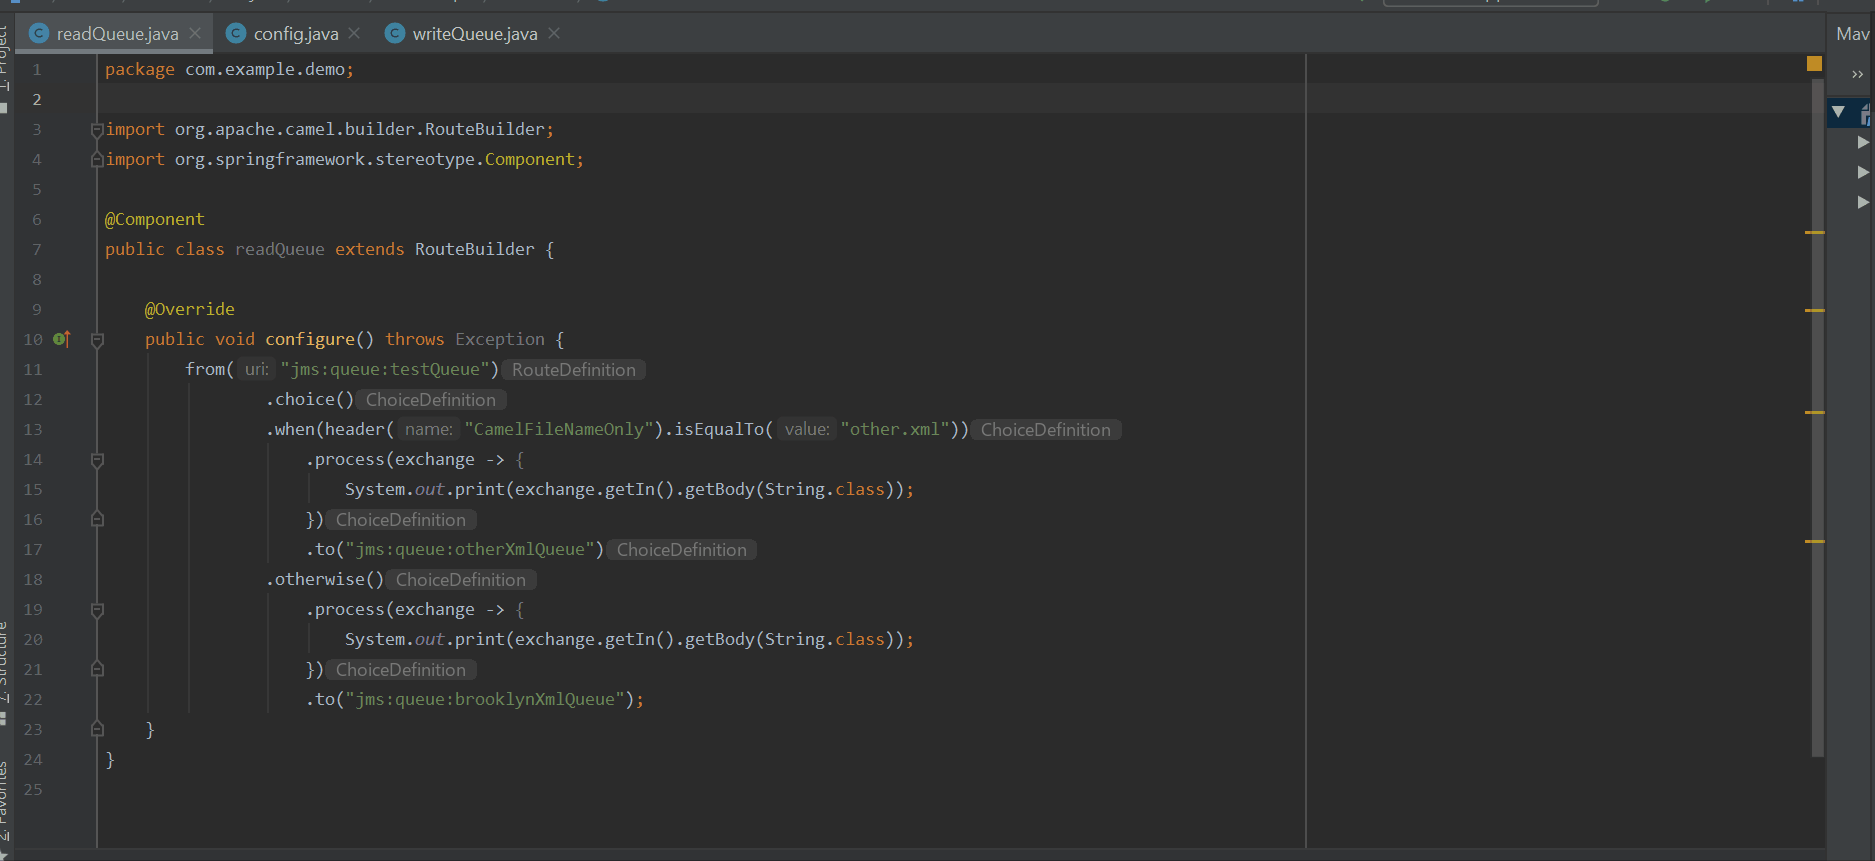 readQueue.java
config.java
writeQueue.java
Mav
1: Project
7: Structure
2: Favorites
1 package com.example.demo;
2
3 import org.apache.camel.builder.RouteBuilder;
4 import org.springframework.stereotype.Component;
5
6 @Component
7 public class readQueue extends RouteBuilder {
8
9 @Override
10 public void configure() throws Exception {
11 from( uri: "jms:queue:testQueue") RouteDefinition
12 .choice() ChoiceDefinition
13 .when(header( name: "CamelFileNameOnly").isEqualTo( value: "other.xml")) ChoiceDefinition
14 .process(exchange -> {
15 System.out.print(exchange.getIn().getBody(String.class));
16 }) ChoiceDefinition
17 .to("jms:queue:otherXmlQueue") ChoiceDefinition
18 .otherwise() ChoiceDefinition
19 .process(exchange -> {
20 System.out.print(exchange.getIn().getBody(String.class));
21 }) ChoiceDefinition
22 .to("jms:queue:brooklynXmlQueue");
23 }
24 }
25